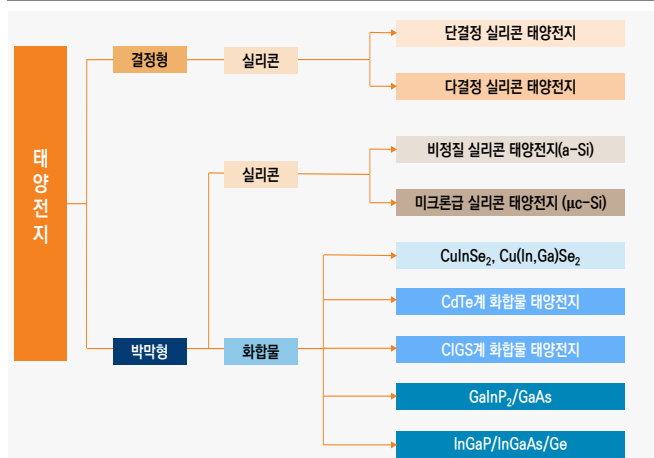 태양전지
결정형
실리콘
단결정 실리콘 태양전지
다결정 실리콘 태양전지
실리콘
비정질 실리콘 태양전지(a-Si)
미크론급 실리콘 태양전지 (μc-Si)
박막형
화합물
CuInSe₂, Cu(In,Ga)Se₂
CdTe계 화합물 태양전지
CIGS계 화합물 태양전지
GaInP₂/GaAs
InGaP/InGaAs/Ge